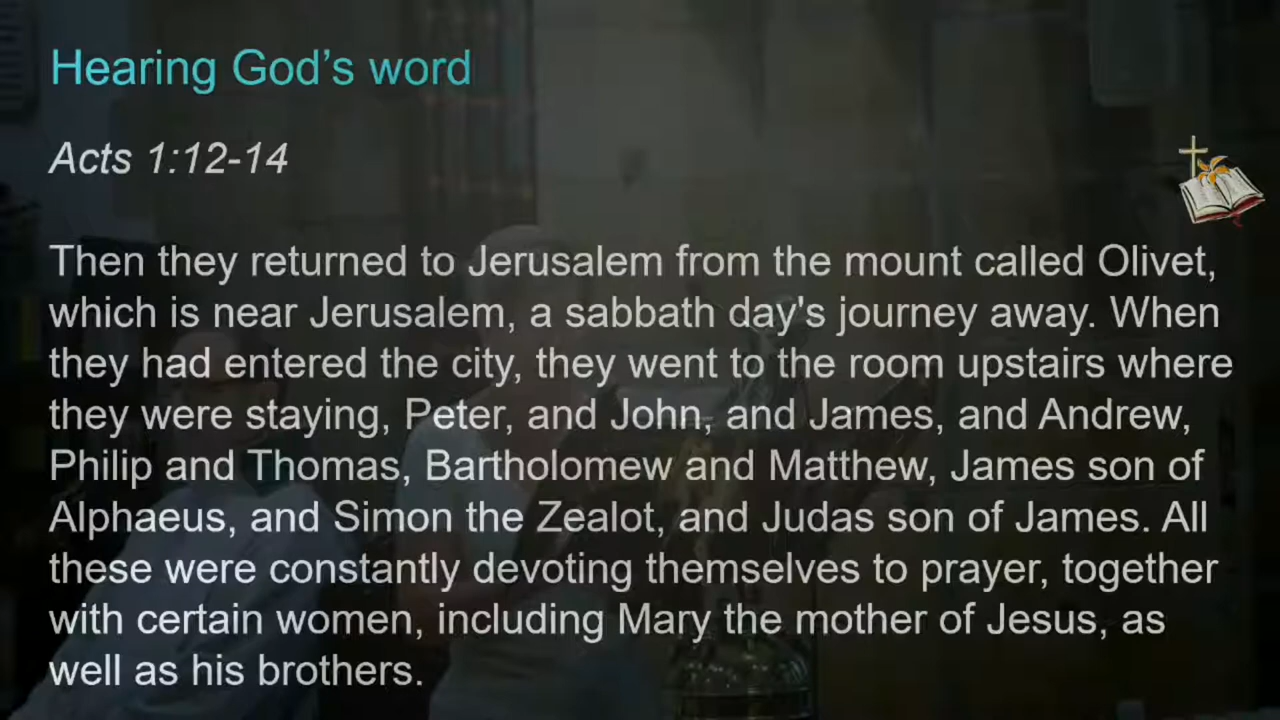 Hearing God’s word
Acts 1:12-14
Then they returned to Jerusalem from the mount called Olivet,
which is near Jerusalem, a sabbath day's journey away. When
they had entered the city, they went to the room upstairs where
they were staying, Peter, and John, and James, and Andrew,
Philip and Thomas, Bartholomew and Matthew, James son of
Alphaeus, and Simon the Zealot, and Judas son of James. All
these were constantly devoting themselves to prayer, together
with certain women, including Mary the mother of Jesus, as
well as his brothers.